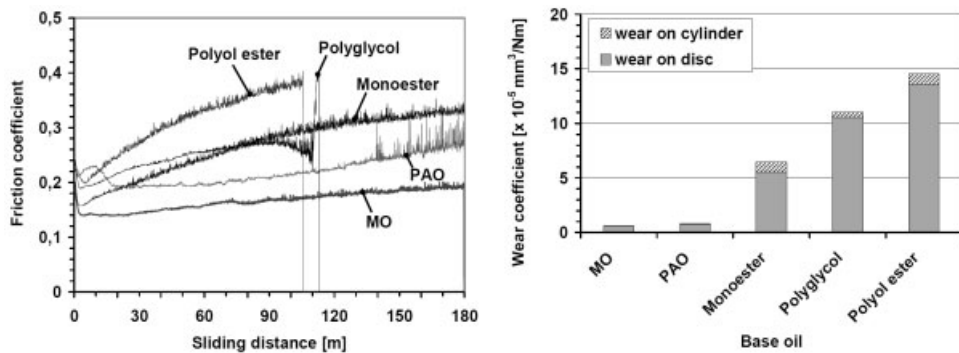 0,5
0,4
0,3
0,2
0,1
0
Friction coefficient
Polyol ester
Polyglycol
Monoester
PAO
MO
0 30 60 90 120 150 180
Sliding distance [m]
20
15
10
5
0
Wear coefficient [x 10⁻⁵ mm³/Nm]
wear on cylinder
wear on disc
MO
PAO
Monoester
Polyglycol
Polyol ester
Base oil